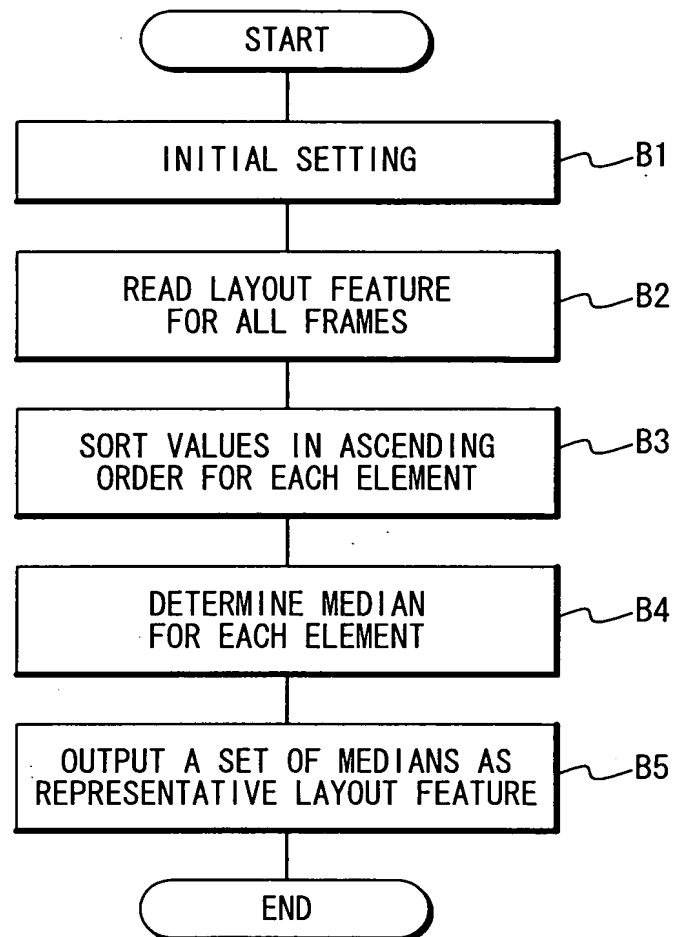 START
INITIAL SETTING
B1
READ LAYOUT FEATURE
FOR ALL FRAMES
B2
SORT VALUES IN ASCENDING
ORDER FOR EACH ELEMENT
B3
DETERMINE MEDIAN
FOR EACH ELEMENT
B4
OUTPUT A SET OF MEDIANS AS
REPRESENTATIVE LAYOUT FEATURE
B5
END